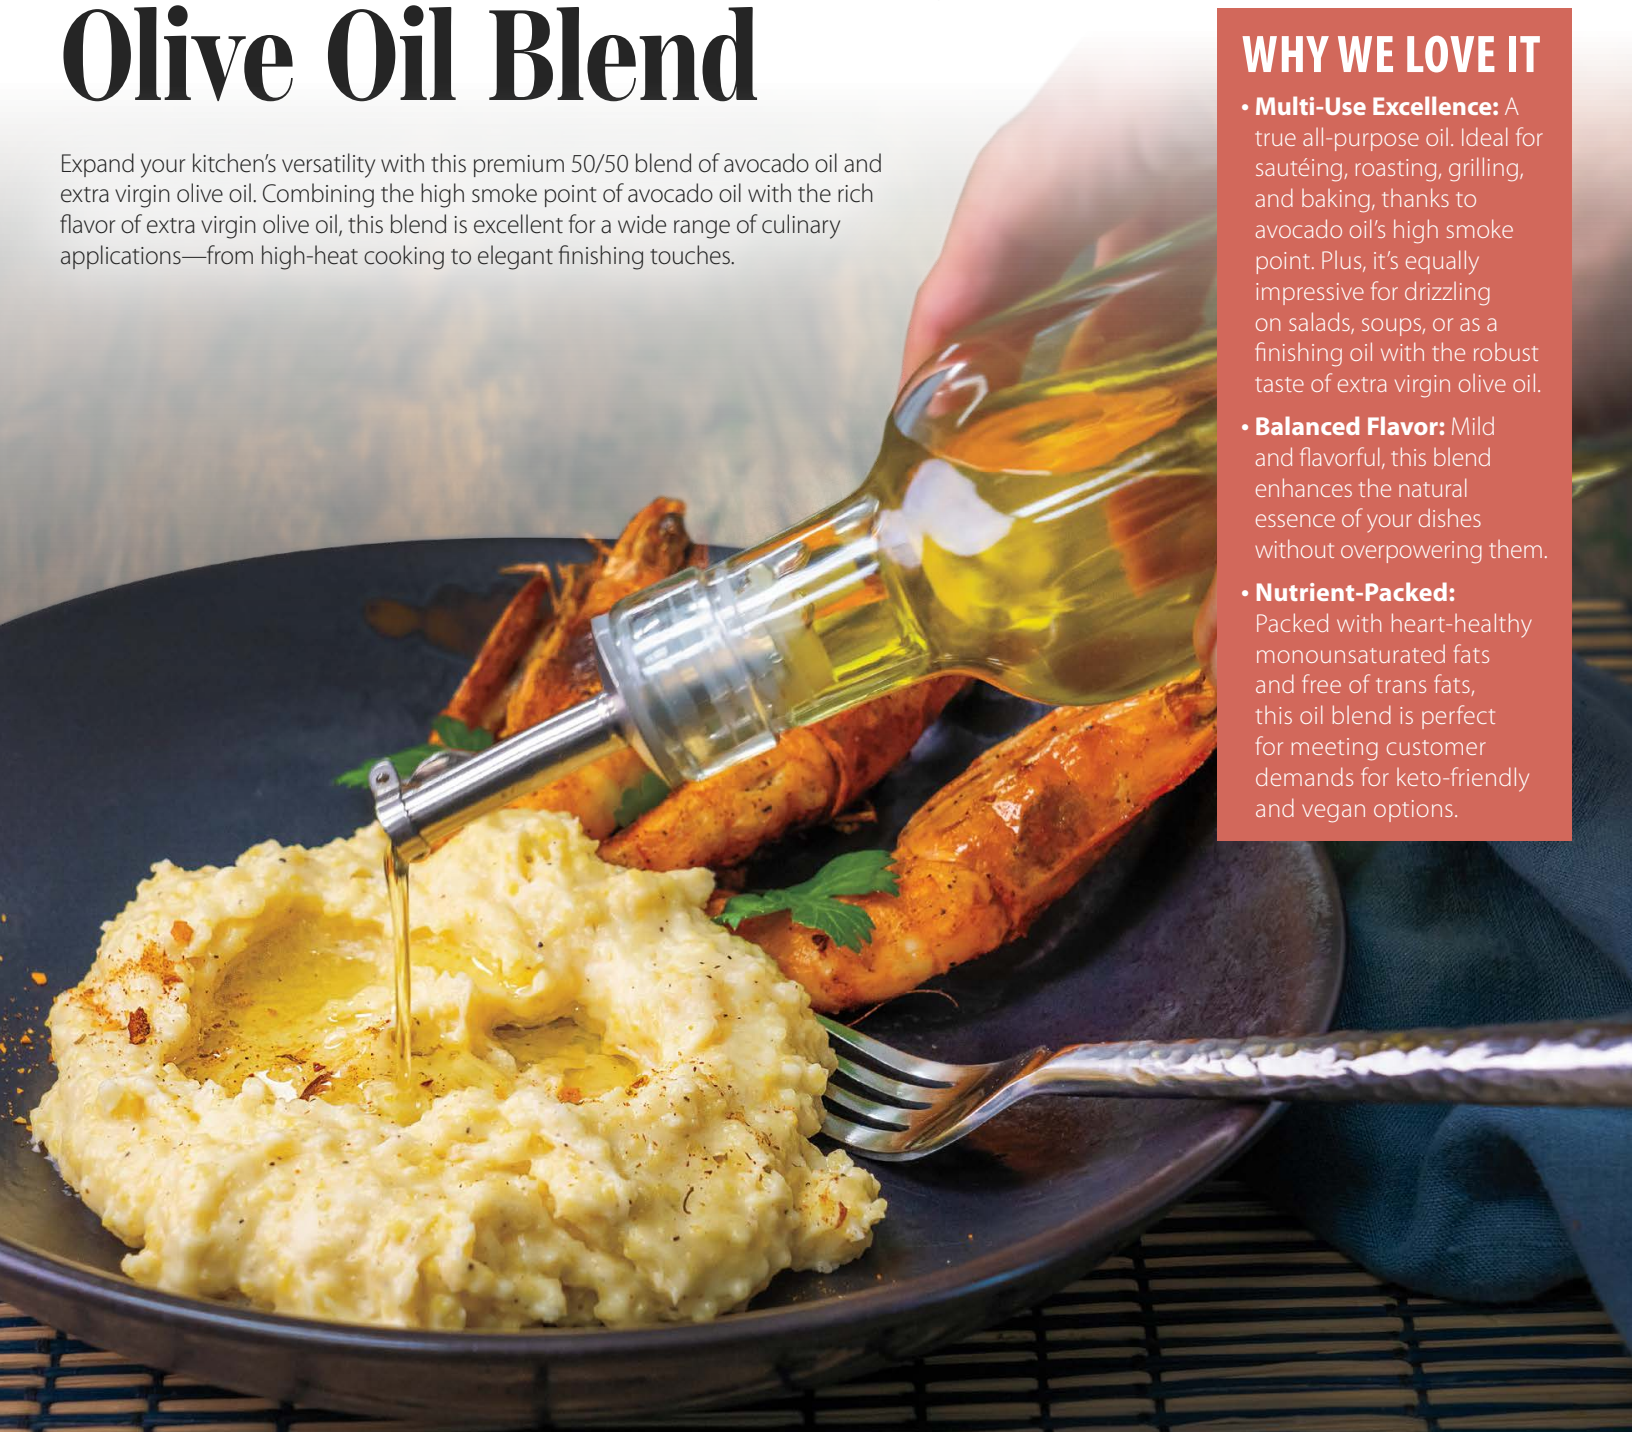 Olive Oil Blend
Expand your kitchen’s versatility with this premium 50/50 blend of avocado oil and
extra virgin olive oil. Combining the high smoke point of avocado oil with the rich
flavor of extra virgin olive oil, this blend is excellent for a wide range of culinary
applications—from high-heat cooking to elegant finishing touches.
WHY WE LOVE IT
• Multi-Use Excellence: A
true all-purpose oil. Ideal for
sautéing, roasting, grilling,
and baking, thanks to
avocado oil’s high smoke
point. Plus, it’s equally
impressive for drizzling
on salads, soups, or as a
finishing oil with the robust
taste of extra virgin olive oil.
• Balanced Flavor: Mild
and flavorful, this blend
enhances the natural
essence of your dishes
without overpowering them.
• Nutrient-Packed:
Packed with heart-healthy
monounsaturated fats
and free of trans fats,
this oil blend is perfect
for meeting customer
demands for keto-friendly
and vegan options.